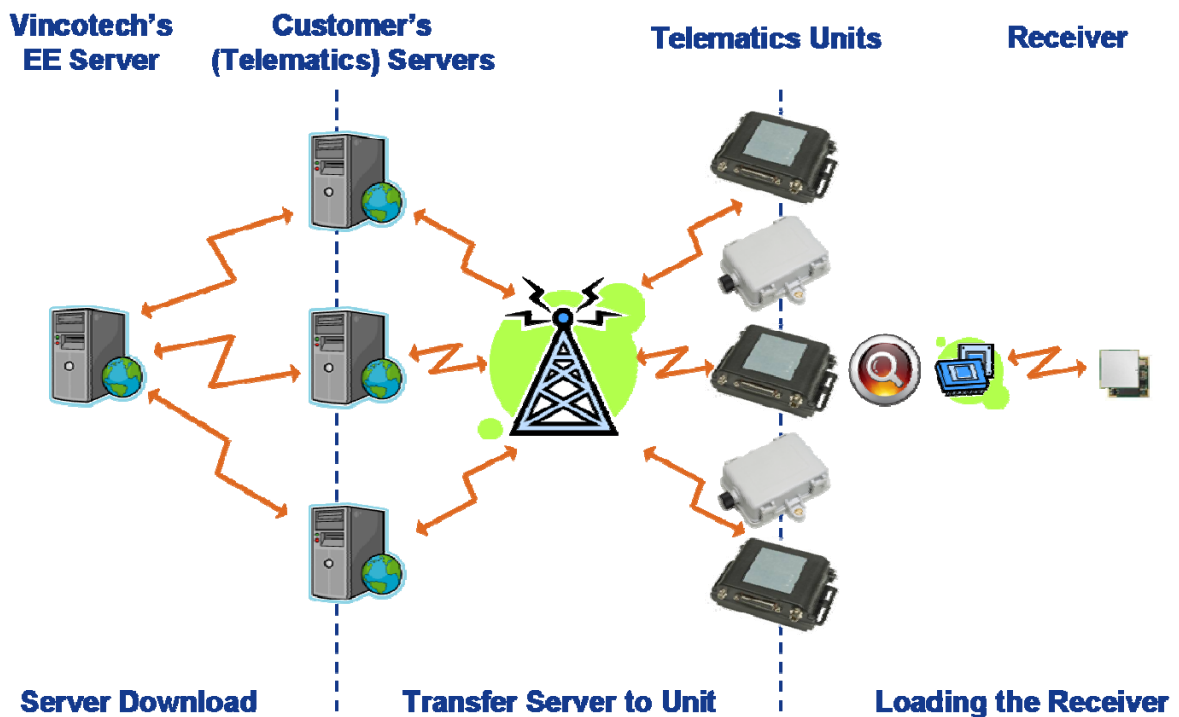 Vincotech's
EE Server
Customer's
(Telematics) Servers
Telematics Units
Receiver
Server Download
Transfer Server to Unit
Loading the Receiver